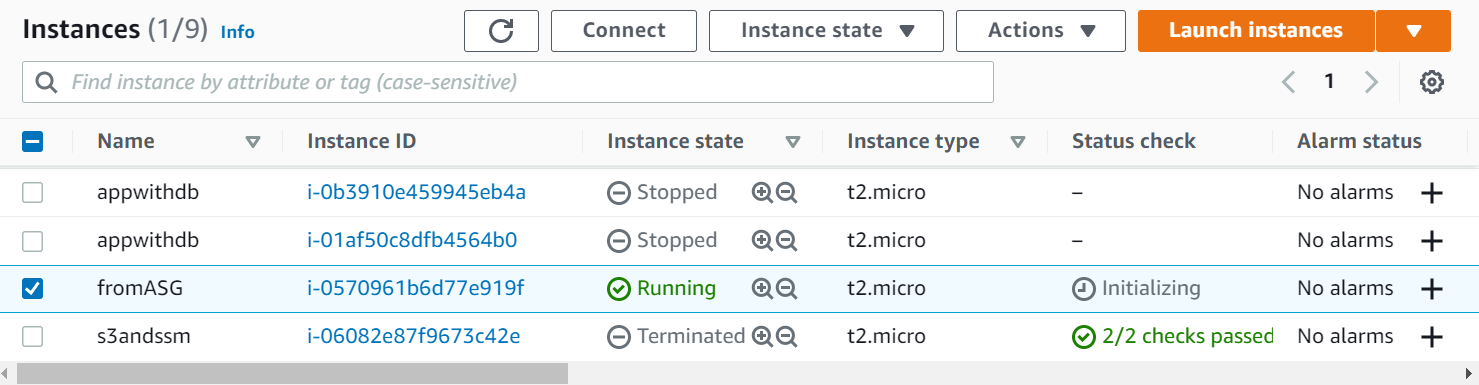 Instances (1/9) Info Connect Instance state Actions Launch instances
Find instance by attribute or tag (case-sensitive) 1
Name Instance ID Instance state Instance type Status check Alarm status
appwithdb i-0b3910e459945eb4a Stopped t2.micro – No alarms
appwithdb i-01af50c8dfb4564b0 Stopped t2.micro – No alarms
fromASG i-0570961b6d77e919f Running t2.micro Initializing No alarms
s3andssm i-06082e87f9673c42e Terminated t2.micro 2/2 checks passed No alarms